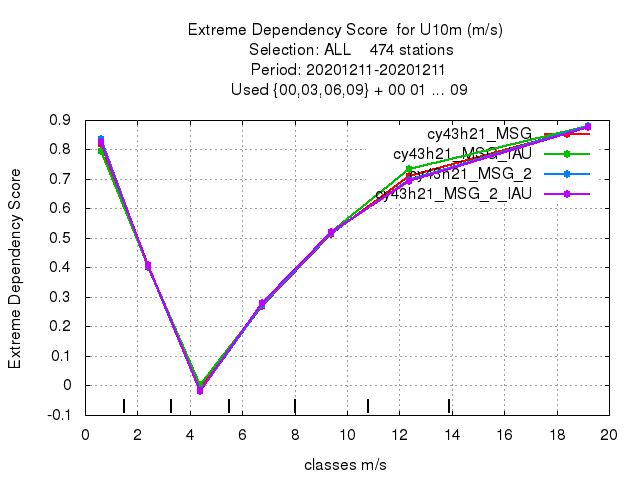 Extreme Dependency Score  for U10m (m/s)
Selection: ALL    474 stations
Period: 20201211-20201211
Used {00,03,06,09} + 00 01 ... 09
Extreme Dependency Score
0.9
0.8
0.7
0.6
0.5
0.4
0.3
0.2
0.1
0
-0.1
cy43h21_MSG
cy43h21_MSG_IAU
cy43h21_MSG_2
cy43h21_MSG_2_IAU
0 2 4 6 8 10 12 14 16 18 20
classes m/s